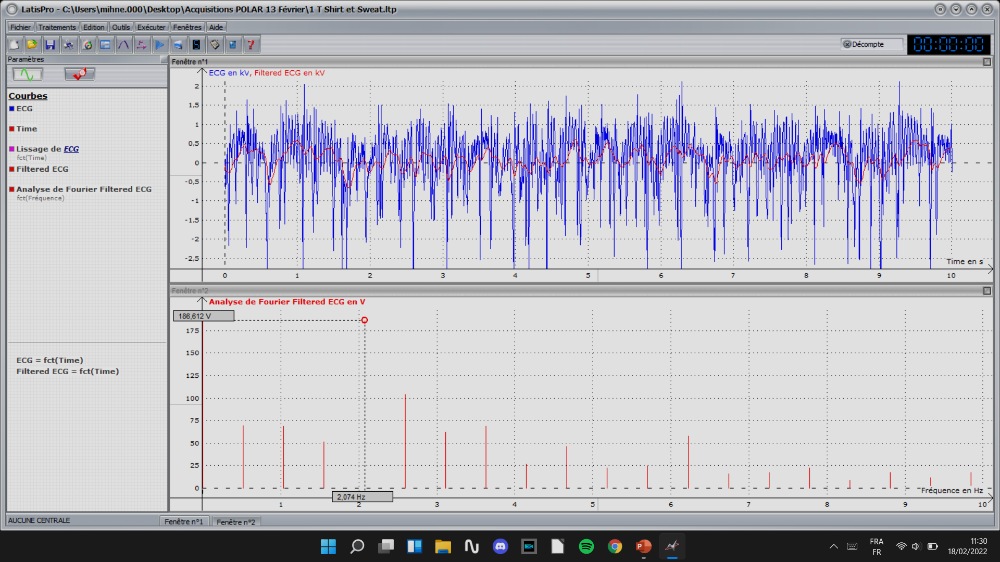 LatisPro - C:\Users\mihne.000\Desktop\Acquisitions POLAR 13 Février\1 T Shirt et Sweat.ltp
Fichier Traitements Edition Outils Exécuter Fenêtres Aide
Décompte 00:00:00
Paramètres
Courbes
ECG
Time
Lissage de ECG
fct(Time)
Filtered ECG
Analyse de Fourier Filtered ECG
fct(Fréquence)
ECG = fct(Time)
Filtered ECG = fct(Time)
Fenêtre n°1
ECG en kV, Filtered ECG en kV
2
1,5
1
0,5
0
-0,5
-1
-1,5
-2
-2,5
Time en s
0 1 2 3 4 5 6 7 8 9 10
Fenêtre n°2
Analyse de Fourier Filtered ECG en V
186,612 V
175
150
125
100
75
50
25
0
Fréquence en Hz
2,074 Hz
1 2 3 4 5 6 7 8 9 10
AUCUNE CENTRALE Fenêtre n°1 Fenêtre n°2
FRA
FR
11:30
18/02/2022